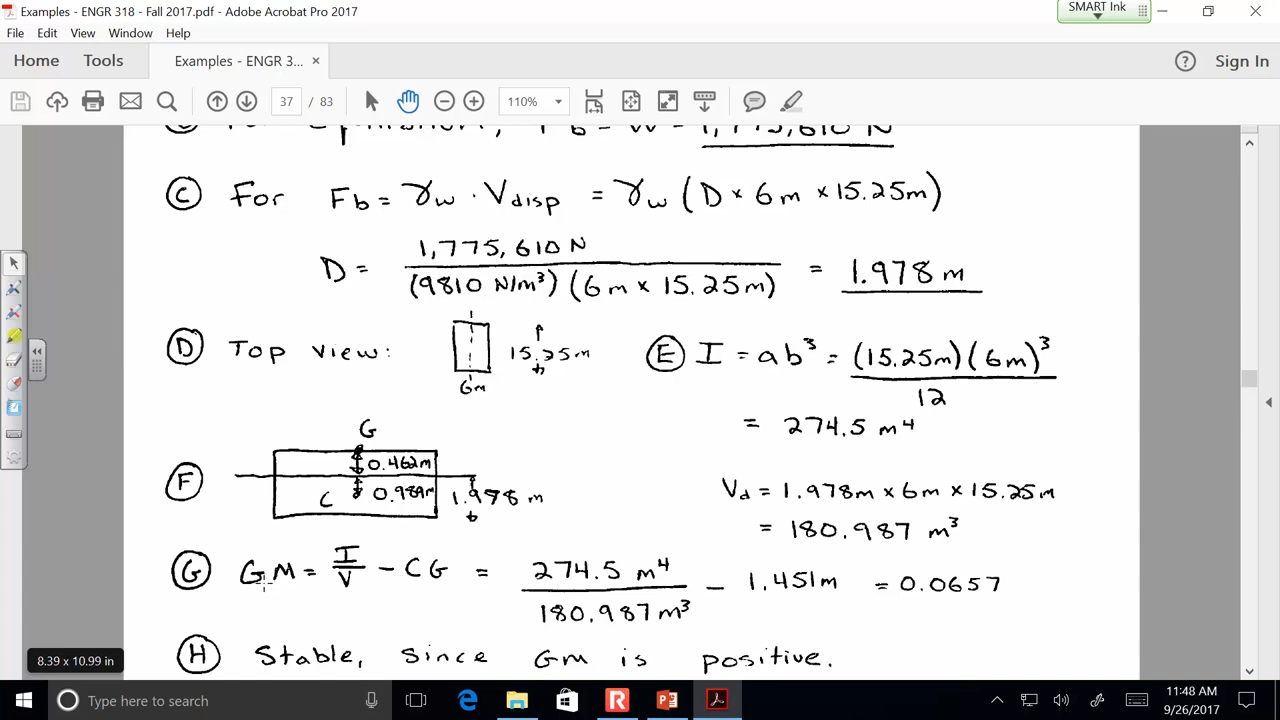 Examples - ENGR 318 - Fall 2017.pdf - Adobe Acrobat Pro 2017
SMART Ink
File Edit View Window Help
Home Tools Examples - ENGR 3... × Sign In
37 / 83 110%
= W = 1,775,610 N
C For Fb = γw · Vdisp = γw (D × 6m × 15.25m)
D = 1,775,610 N / (9810 N/m³) (6m × 15.25m) = 1.978 m
D Top view: 15.25m
6m
E I = ab³ = (15.25m)(6m)³ / 12
= 274.5 m⁴
G
F 0.462m
C 0.989m 1.978 m
Vd = 1.978m × 6m × 15.25m
= 180.987 m³
G GM = I/V - CG = 274.5 m⁴ / 180.987 m³ - 1.451m = 0.0657
H Stable, since GM is positive.
8.39 x 10.99 in
Type here to search
11:48 AM
9/26/2017